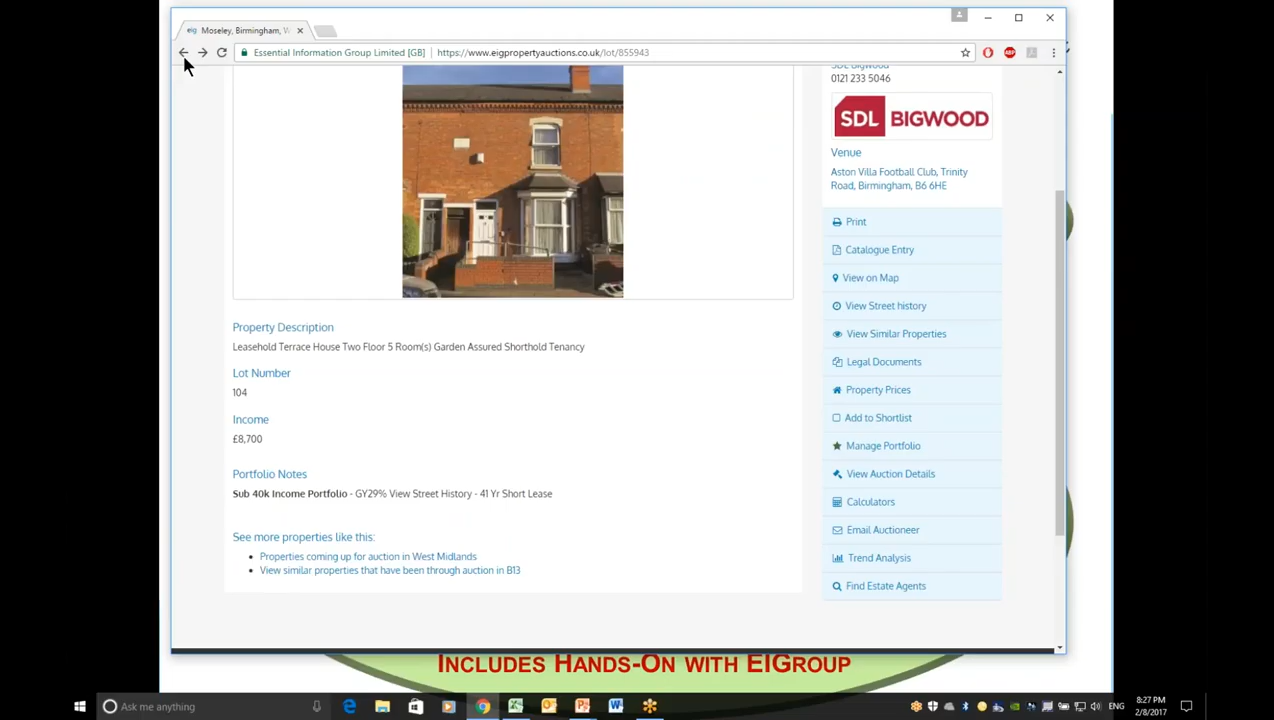 eig Moseley, Birmingham, W
Essential Information Group Limited [GB] https://www.eigpropertyauctions.co.uk/lot/855943
ABP
SDL Bigwood
0121 233 5046
SDL BIGWOOD
Venue
Aston Villa Football Club, Trinity
Road, Birmingham, B6 6HE
Print
Catalogue Entry
View on Map
View Street history
View Similar Properties
Legal Documents
Property Prices
Add to Shortlist
Manage Portfolio
View Auction Details
Calculators
Email Auctioneer
Trend Analysis
Find Estate Agents
Property Description
Leasehold Terrace House Two Floor 5 Room(s) Garden Assured Shorthold Tenancy
Lot Number
104
Income
£8,700
Portfolio Notes
Sub 40k Income Portfolio - GY29% View Street History - 41 Yr Short Lease
See more properties like this:
Properties coming up for auction in West Midlands
View similar properties that have been through auction in B13
INCLUDES HANDS-ON WITH EIGROUP
Ask me anything
ENG
8:27 PM
2/8/2017